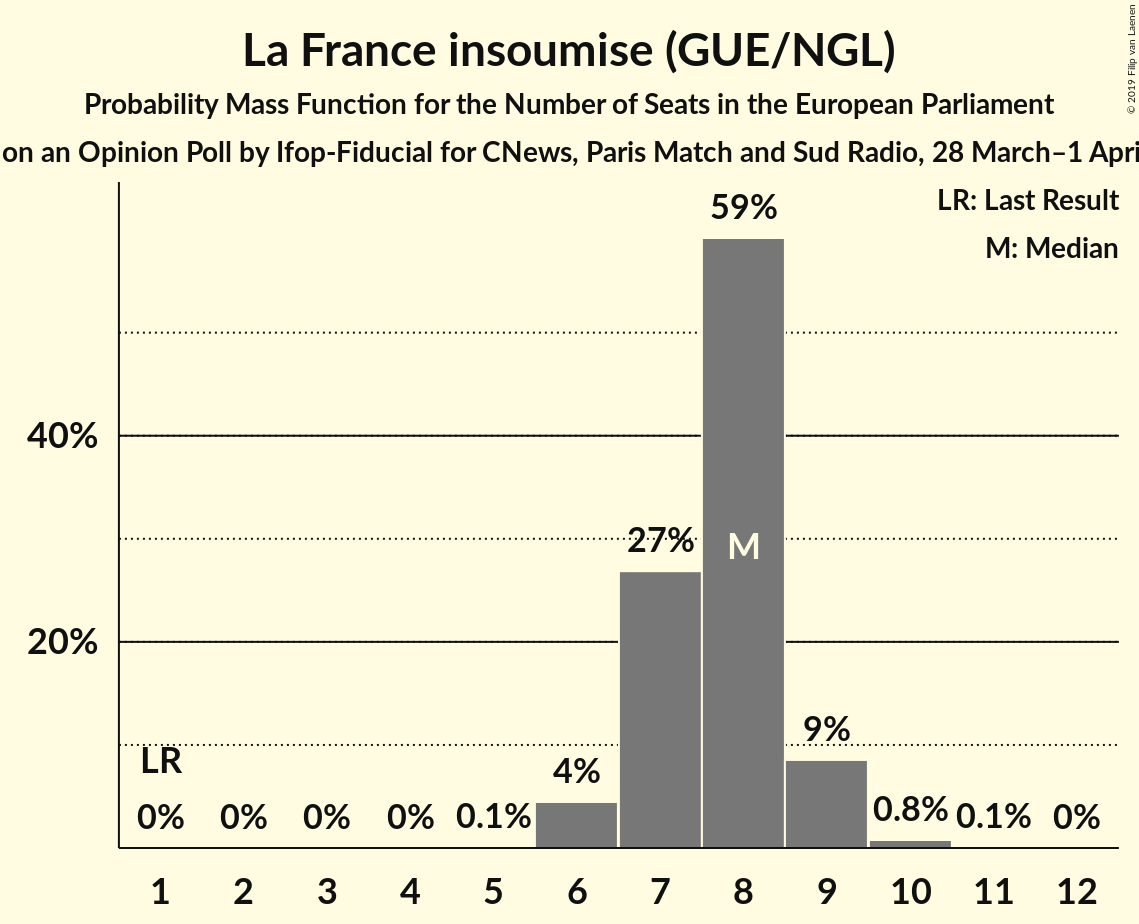 La France insoumise (GUE/NGL)
Probability Mass Function for the Number of Seats in the European Parliament
on an Opinion Poll by Ifop-Fiducial for CNews, Paris Match and Sud Radio, 28 March–1 Apri
© 2019 Filip van Laenen
LR: Last Result
M: Median
59%
40%
27%
M
20%
9%
LR
4%
0% 0% 0% 0% 0.1% 0.8% 0.1% 0%
1 2 3 4 5 6 7 8 9 10 11 12